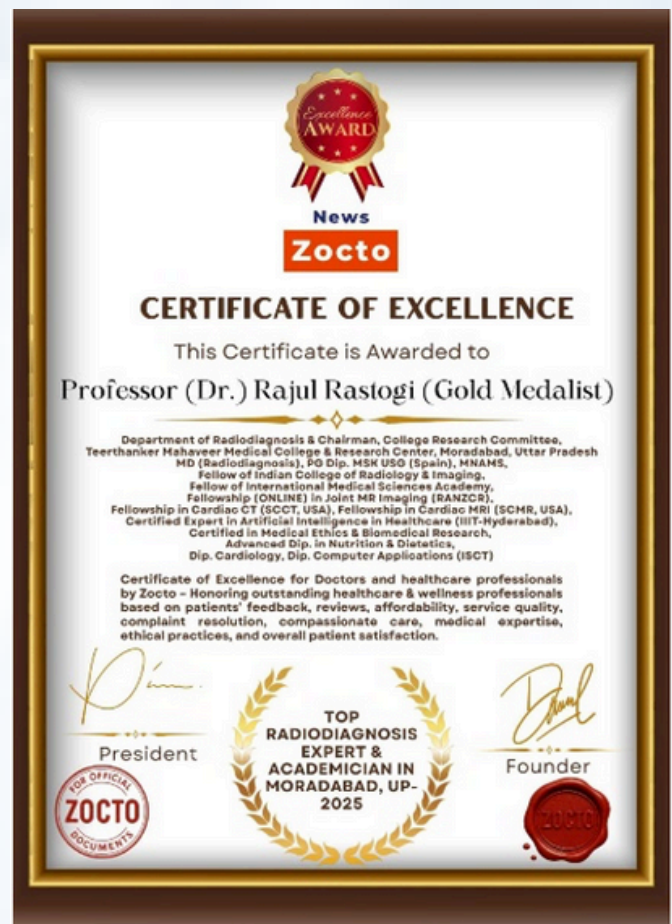 Excellence
AWARD
News
Zocto
CERTIFICATE OF EXCELLENCE
This Certificate is Awarded to
Professor (Dr.) Rajul Rastogi (Gold Medalist)
Department of Radiodiagnosis & Chairman, College Research Committee,
Teerthanker Mahaveer Medical College & Research Center, Moradabad, Uttar Pradesh
MD (Radiodiagnosis), PG Dip. MSK USG (Spain), MNAMS,
Fellow of Indian College of Radiology & Imaging,
Fellow of International Medical Sciences Academy,
Fellowship (ONLINE) in Joint MR Imaging (RANZCR),
Fellowship in Cardiac CT (SCCT, USA), Fellowship in Cardiac MRI (SCMR, USA),
Certified Expert in Artificial Intelligence in Healthcare (IIIT-Hyderabad),
Certified in Medical Ethics & Biomedical Research,
Advanced Dip. in Nutrition & Dietetics,
Dip. Cardiology, Dip. Computer Applications (ISCT)
Certificate of Excellence for Doctors and healthcare professionals
by Zocto – Honoring outstanding healthcare & wellness professionals
based on patients' feedback, reviews, affordability, service quality,
complaint resolution, compassionate care, medical expertise,
ethical practices, and overall patient satisfaction.
President
FOR OFFICIAL
ZOCTO
DOCUMENTS
TOP
RADIODIAGNOSIS
EXPERT &
ACADEMICIAN IN
MORADABAD, UP-
2025
Founder
ZOCTO